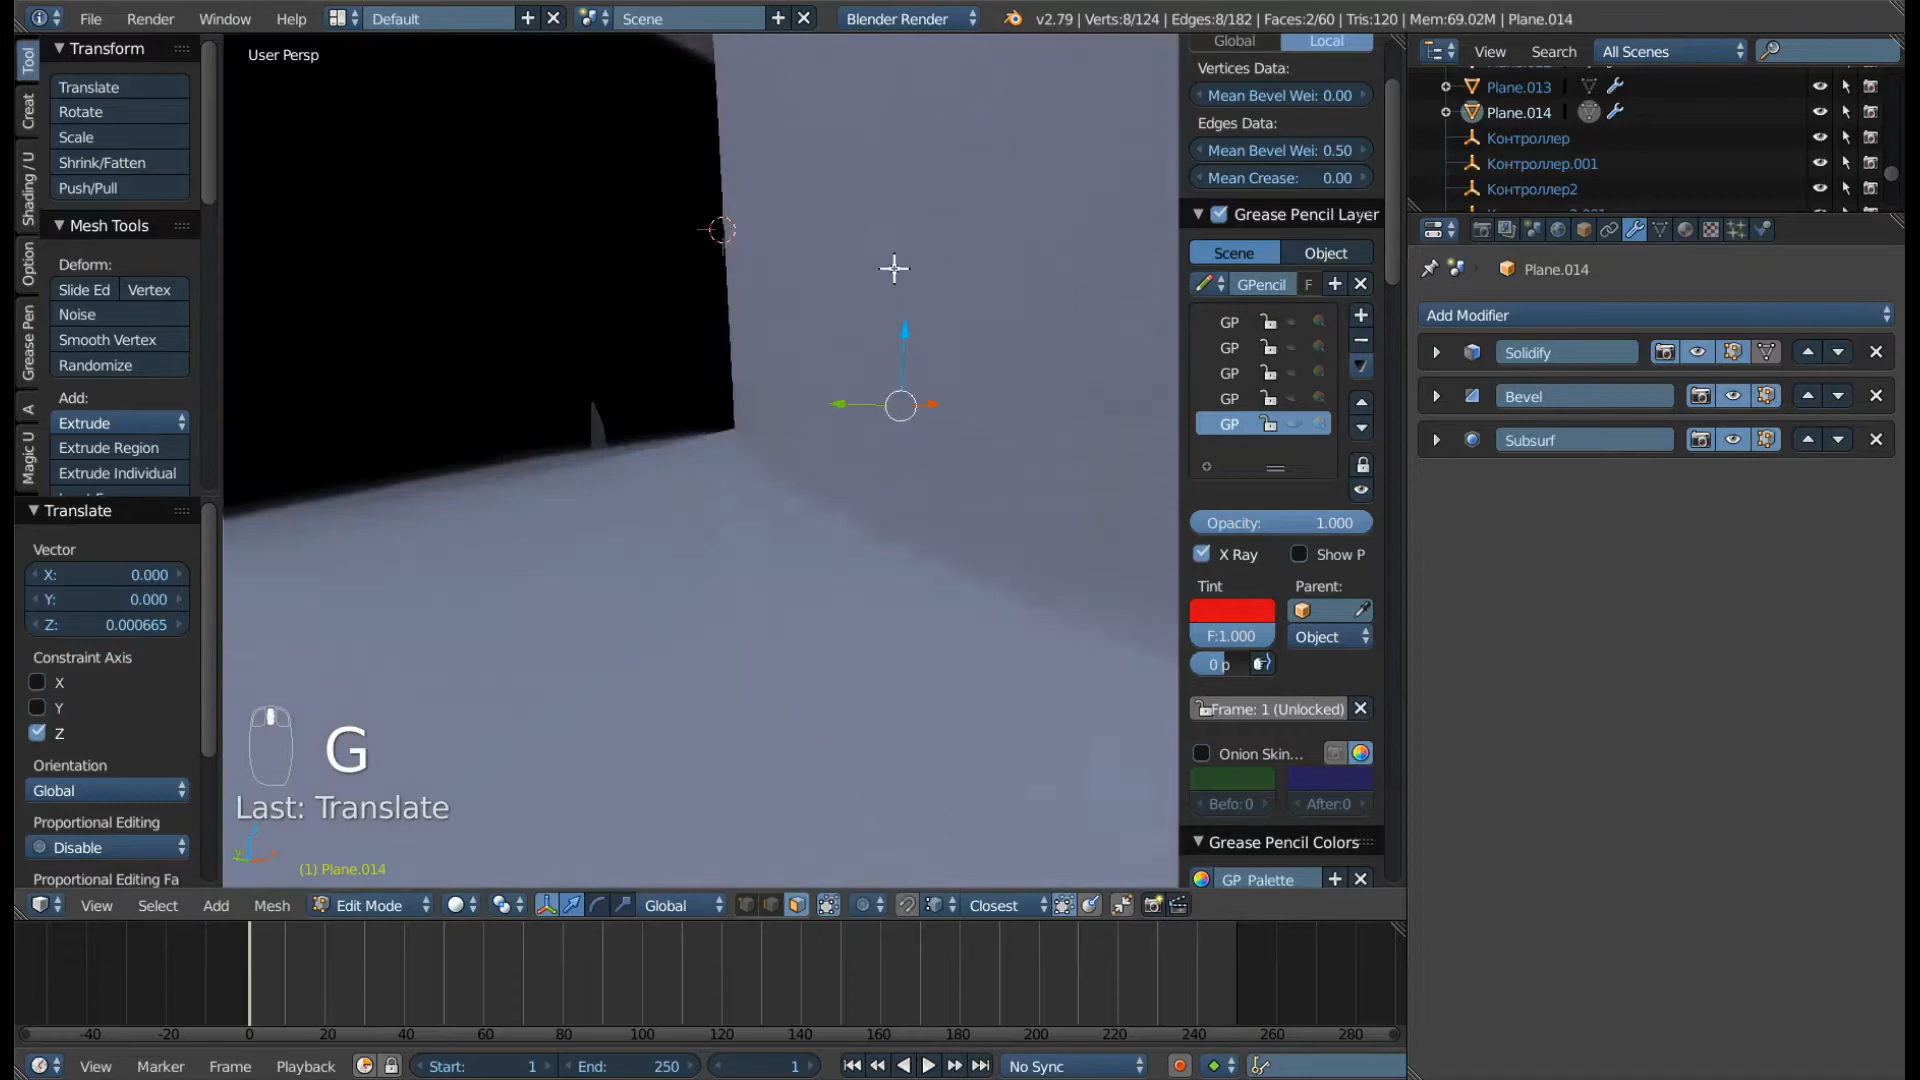 File Render Window Help Default Scene Blender Render v2.79 | Verts:8/124 | Edges:8/182 | Faces:2/60 | Tris:120 | Mem:69.02M | Plane.014
Tool
Creat
Shading / U
Option
Grease Pen
A
Magic U
Transform
Translate
Rotate
Scale
Shrink/Fatten
Push/Pull
Mesh Tools
Deform:
Slide Ed Vertex
Noise
Smooth Vertex
Randomize
Add:
Extrude
Extrude Region
Extrude Individual
Translate
Vector
X: 0.000
Y: 0.000
Z: 0.000665
Constraint Axis
X
Y
Z
Orientation
Global
Proportional Editing
Disable
Proportional Editing Fa
User Persp
G
Last: Translate
(1) Plane.014
Global Local
Vertices Data:
Mean Bevel Wei: 0.00
Edges Data:
Mean Bevel Wei: 0.50
Mean Crease: 0.00
Grease Pencil Layer
Scene Object
GPencil F
GP
GP
GP
GP
GP
Opacity: 1.000
X Ray Show P
Tint Parent:
F:1.000 Object
0 p
Frame: 1 (Unlocked)
Onion Skin...
Befo:0 After:0
Grease Pencil Colors
GP_Palette
View Search All Scenes
Plane.013
Plane.014
Контроллер
Контроллер.001
Контроллер2
Plane.014
Add Modifier
Solidify
Bevel
Subsurf
View Select Add Mesh Edit Mode Global Closest
-40 -20 0 20 40 60 80 100 120 140 160 180 200 220 240 260 280
View Marker Frame Playback Start: 1 End: 250 1 No Sync